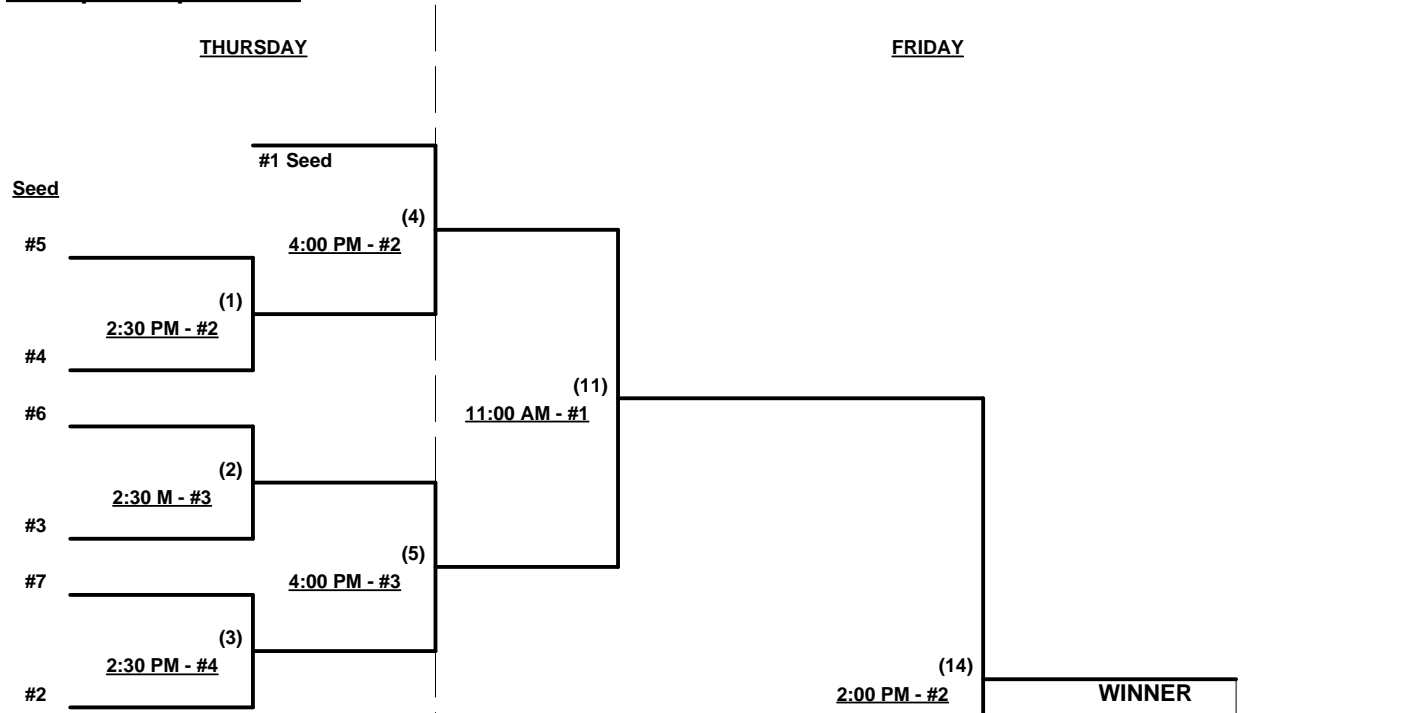 THURSDAY
FRIDAY
#1 Seed
Seed
(4)
#5
4:00 PM - #2
(1)
2:30 PM - #2
#4
(11)
#6
11:00 AM - #1
(2)
2:30 M - #3
#3
(5)
#7
4:00 PM - #3
(3)
2:30 PM - #4
(14)
#2
2:00 PM - #2
WINNER